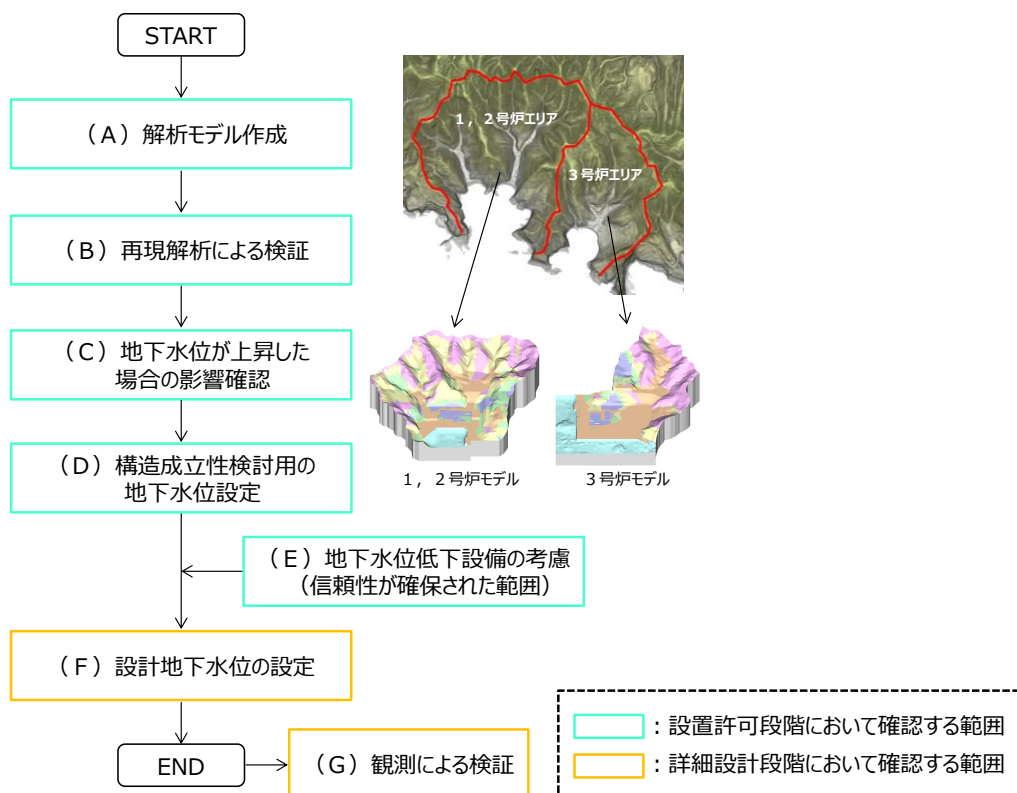 START
(A)解析モデル作成
(B)再現解析による検証
(C)地下水位が上昇した
場合の影響確認
(D)構造成立性検討用の
地下水位設定
(E)地下水位低下設備の考慮
(信頼性が確保された範囲)
(F)設計地下水位の設定
END
(G)観測による検証
1,2号炉エリア
3号炉エリア
1,2号炉モデル
3号炉モデル
:設置許可段階において確認する範囲
:詳細設計段階において確認する範囲